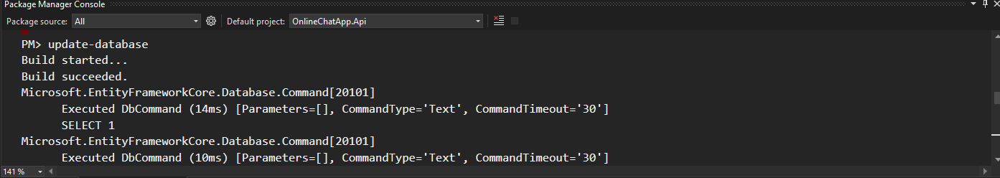 Package Manager Console
Package source: All Default project: OnlineChatApp.Api
PM> update-database
Build started...
Build succeeded.
Microsoft.EntityFrameworkCore.Database.Command[20101]
Executed DbCommand (14ms) [Parameters=[], CommandType='Text', CommandTimeout='30']
SELECT 1
Microsoft.EntityFrameworkCore.Database.Command[20101]
Executed DbCommand (10ms) [Parameters=[], CommandType='Text', CommandTimeout='30']
141 %